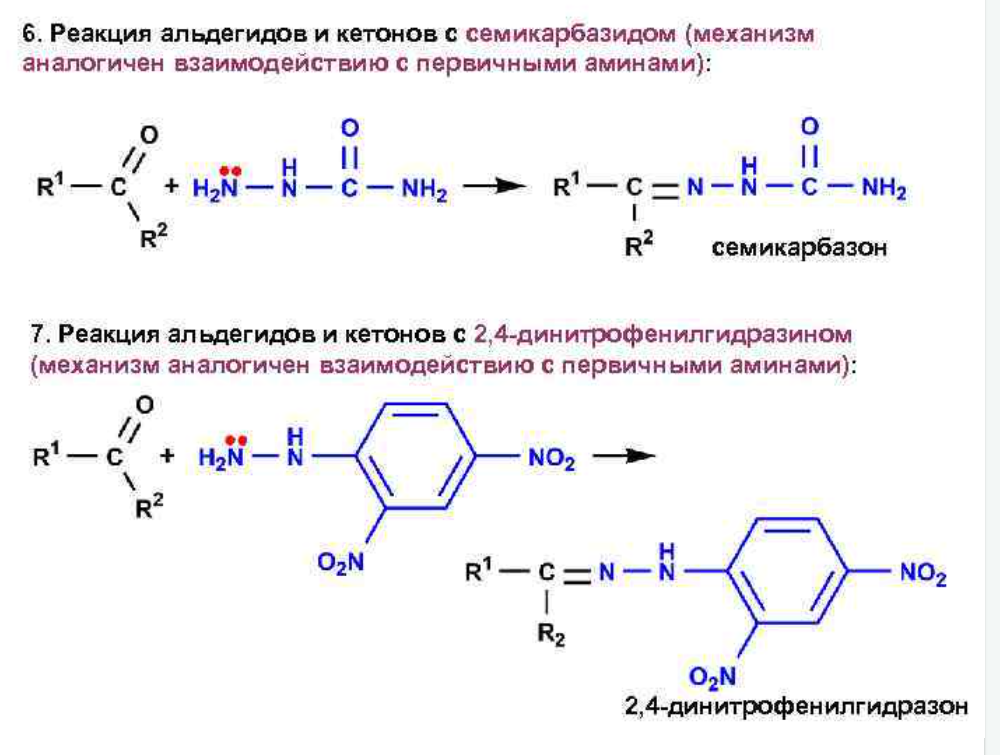 6. Реакция альдегидов и кетонов с семикарбазидом (механизм
аналогичен взаимодействию с первичными аминами):
O
O
H
H
O
R¹ — C + H₂N — N — C — NH₂ → R¹ — C = N — N — C — NH₂
R²
R²
семикарбазон
7. Реакция альдегидов и кетонов с 2,4-динитрофенилгидразином
(механизм аналогичен взаимодействию с первичными аминами):
O
H
R¹ — C + H₂N — N NO₂ →
R²
O₂N
H
R¹ — C = N — N NO₂
R₂
O₂N
2,4-динитрофенилгидразон